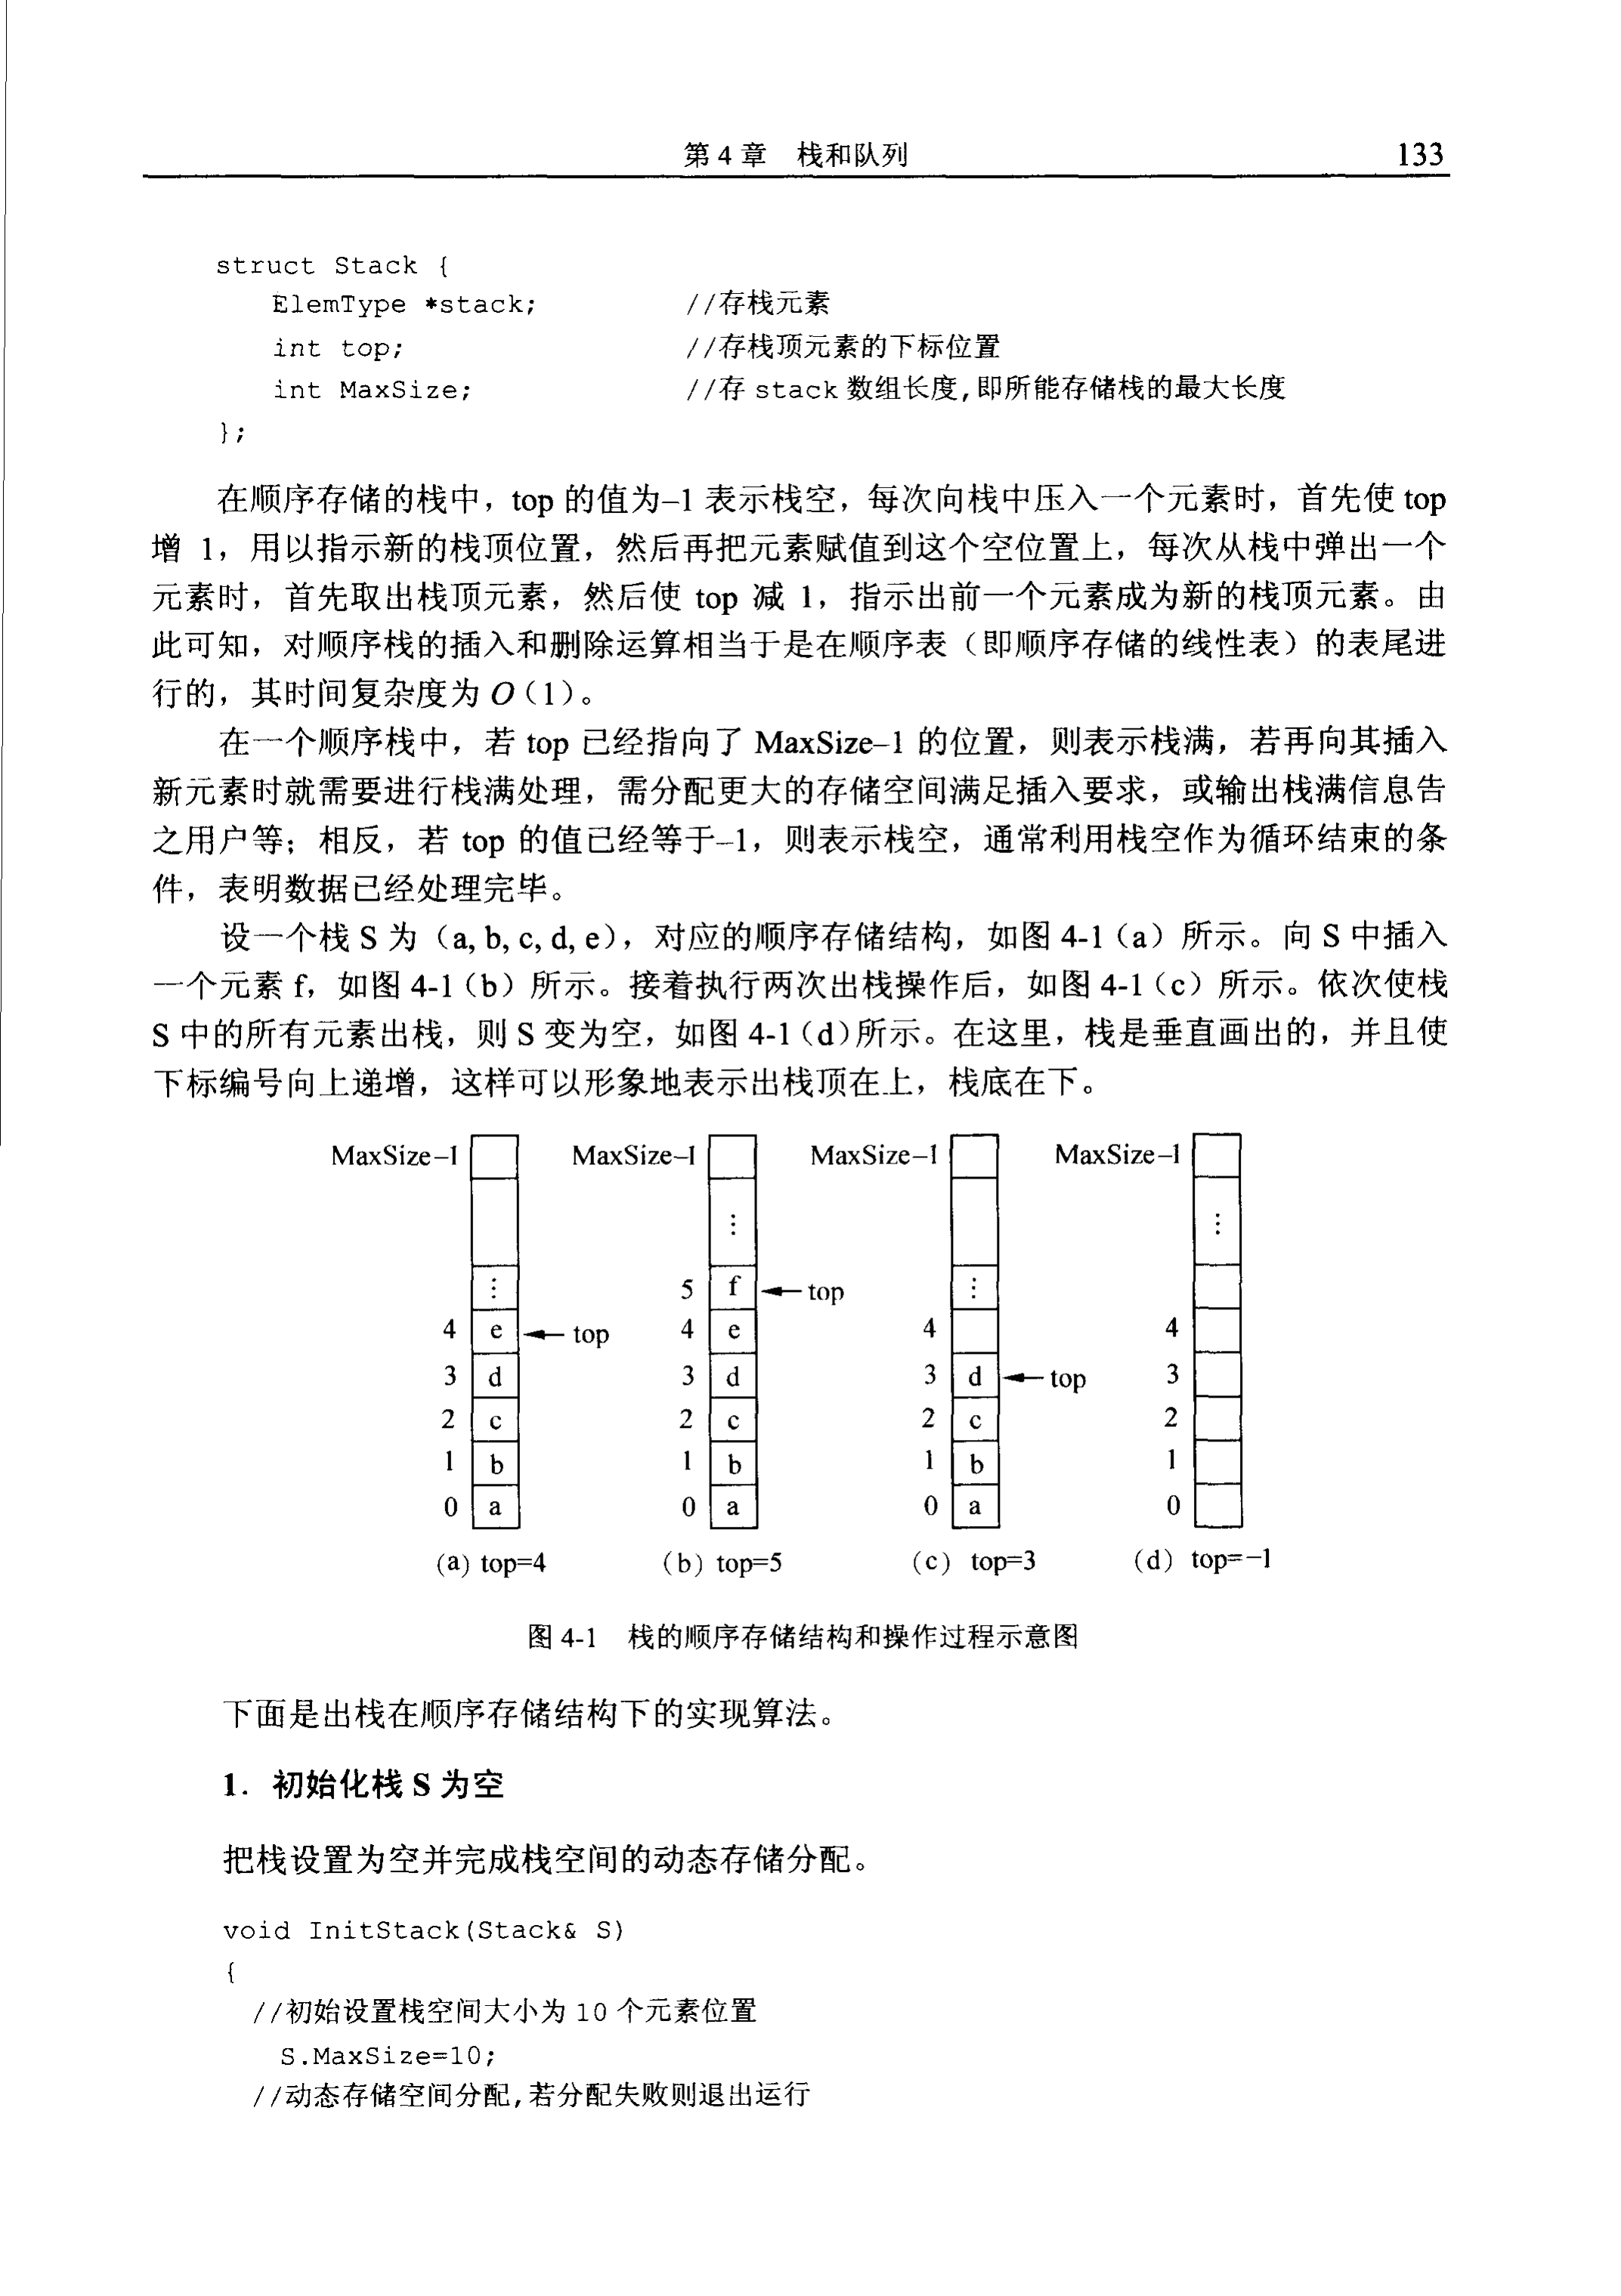 第 4 章　栈和队列　133
struct Stack {
ElemType *stack;　//存栈元素
int top;　//存栈顶元素的下标位置
int MaxSize;　//存 stack 数组长度,即所能存储栈的最大长度
};
在顺序存储的栈中，top 的值为–1 表示栈空，每次向栈中压入一个元素时，首先使 top
增 1，用以指示新的栈顶位置，然后再把元素赋值到这个空位置上，每次从栈中弹出一个
元素时，首先取出栈顶元素，然后使 top 减 1，指示出前一个元素成为新的栈顶元素。由
此可知，对顺序栈的插入和删除运算相当于是在顺序表（即顺序存储的线性表）的表尾进
行的，其时间复杂度为 O（1）。
在一个顺序栈中，若 top 已经指向了 MaxSize–1 的位置，则表示栈满，若再向其插入
新元素时就需要进行栈满处理，需分配更大的存储空间满足插入要求，或输出栈满信息告
之用户等；相反，若 top 的值已经等于–1，则表示栈空，通常利用栈空作为循环结束的条
件，表明数据已经处理完毕。
设一个栈 S 为（a, b, c, d, e），对应的顺序存储结构，如图 4-1（a）所示。向 S 中插入
一个元素 f，如图 4-1（b）所示。接着执行两次出栈操作后，如图 4-1（c）所示。依次使栈
S 中的所有元素出栈，则 S 变为空，如图 4-1（d）所示。在这里，栈是垂直画出的，并且使
下标编号向上递增，这样可以形象地表示出栈顶在上，栈底在下。
MaxSize–1　MaxSize–1　MaxSize–1　MaxSize–1
⋮　⋮
⋮　5 f ← top　⋮
4 e ← top　4 e　4　4
3 d　3 d　3 d ← top　3
2 c　2 c　2 c　2
1 b　1 b　1 b　1
0 a　0 a　0 a　0
（a）top=4　（b）top=5　（c）top=3　（d）top=–1
图 4-1　栈的顺序存储结构和操作过程示意图
下面是出栈在顺序存储结构下的实现算法。
1．初始化栈 S 为空
把栈设置为空并完成栈空间的动态存储分配。
void InitStack(Stack& S)
{
//初始设置栈空间大小为 10 个元素位置
S.MaxSize=10;
//动态存储空间分配,若分配失败则退出运行